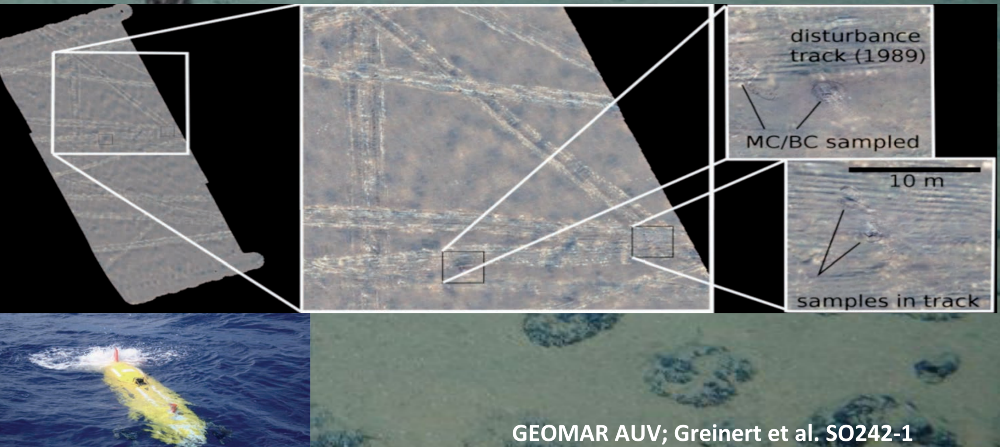 disturbance
track (1989)
MC/BC sampled
10 m
samples in track
GEOMAR AUV; Greinert et al. SO242-1